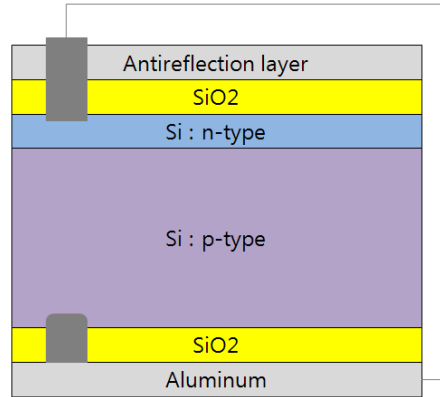 Antireflection layer
SiO2
Si : n-type
Si : p-type
SiO2
Aluminum